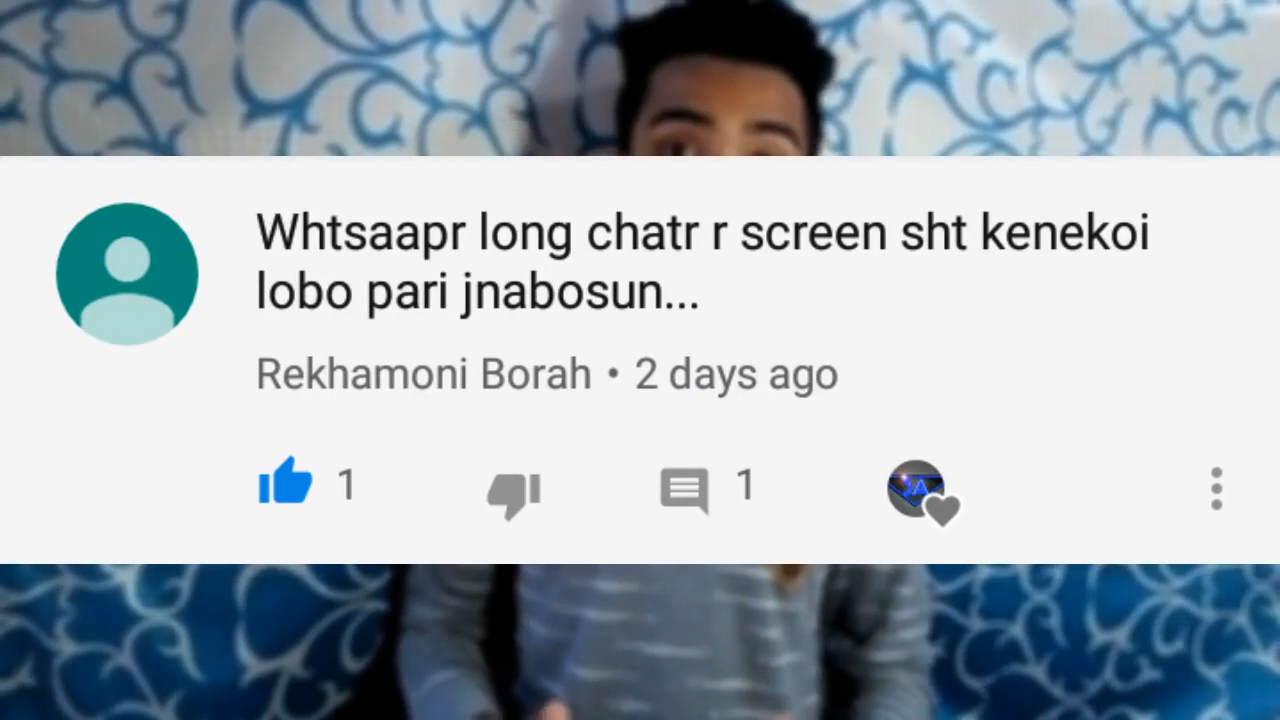 Whtsaapr long chatr r screen sht kenekoi
lobo pari jnabosun...
Rekhamoni Borah • 2 days ago
1
1